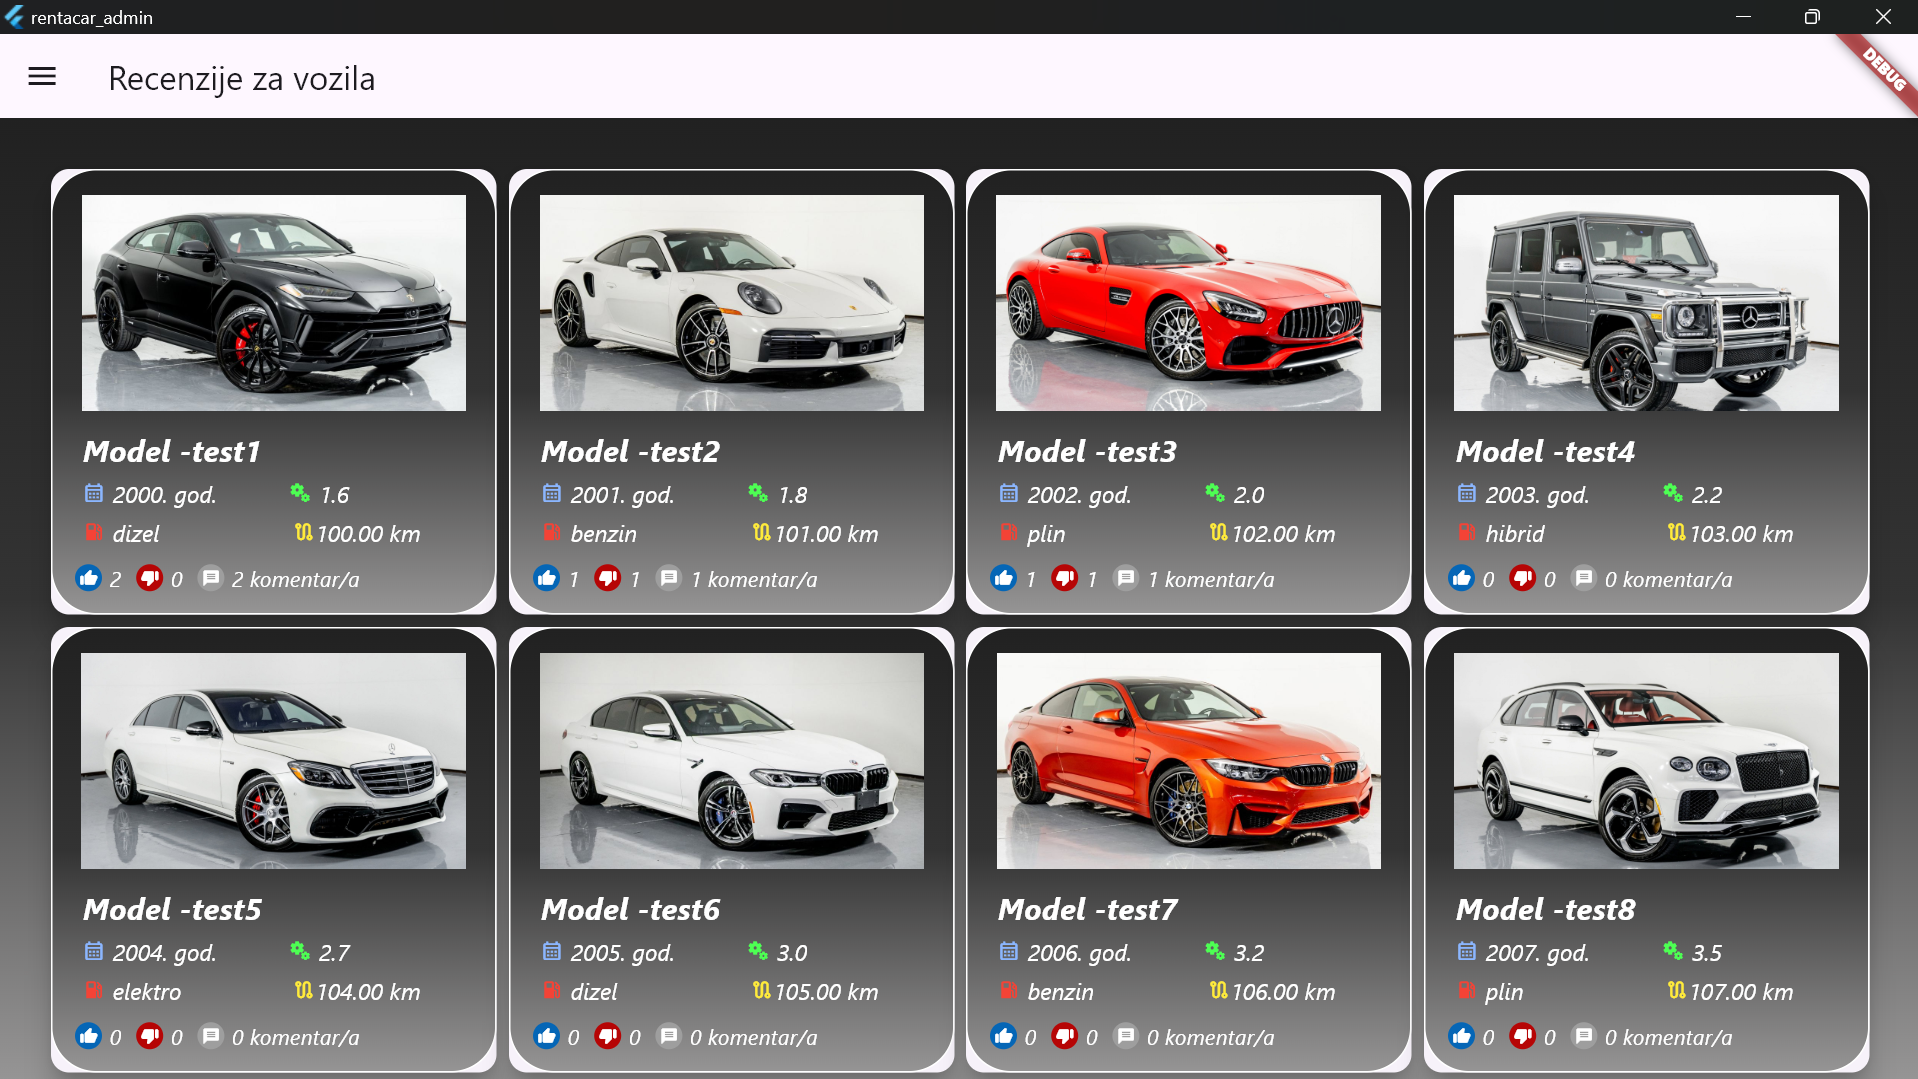 rentacar_admin
Recenzije za vozila
DEBUG
Model -test1
2000. god. 1.6
dizel 100.00 km
2 0 2 komentar/a
Model -test2
2001. god. 1.8
benzin 101.00 km
1 1 1 komentar/a
Model -test3
2002. god. 2.0
plin 102.00 km
1 1 1 komentar/a
Model -test4
2003. god. 2.2
hibrid 103.00 km
0 0 0 komentar/a
Model -test5
2004. god. 2.7
elektro 104.00 km
0 0 0 komentar/a
Model -test6
2005. god. 3.0
dizel 105.00 km
0 0 0 komentar/a
Model -test7
2006. god. 3.2
benzin 106.00 km
0 0 0 komentar/a
Model -test8
2007. god. 3.5
plin 107.00 km
0 0 0 komentar/a